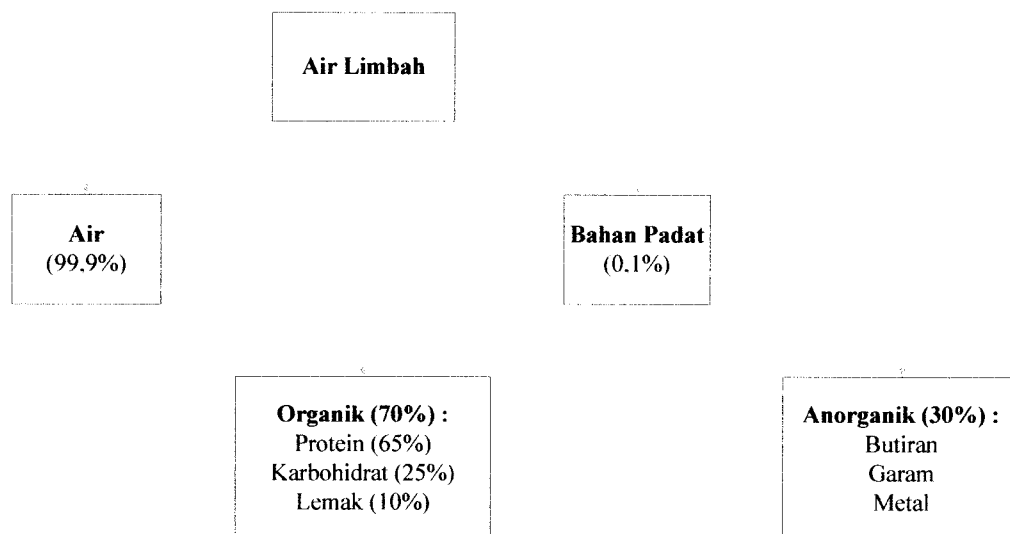 Air Limbah
Air
(99,9%)
Bahan Padat
(0,1%)
Organik (70%) :
Protein (65%)
Karbohidrat (25%)
Lemak (10%)
Anorganik (30%) :
Butiran
Garam
Metal